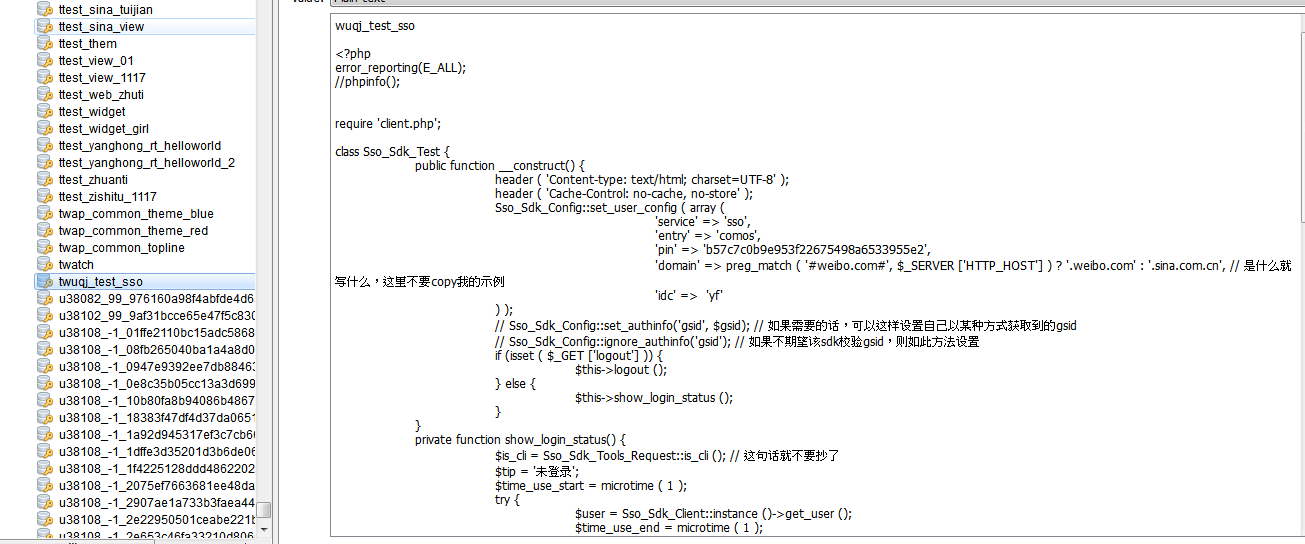 ttest_sina_tuijian
ttest_sina_view
ttest_them
ttest_view_01
ttest_view_1117
ttest_web_zhuti
ttest_widget
ttest_widget_girl
ttest_yanghong_rt_helloworld
ttest_yanghong_rt_helloworld_2
ttest_zhuanti
ttest_zishitu_1117
twap_common_theme_blue
twap_common_theme_red
twap_common_topline
twatch
twuqj_test_sso
u38082_99_976160a98f4abfde4d6
u38102_99_9af31bcce65e47f5c830
u38108_-1_01ffe2110bc15adc5868
u38108_-1_08fb265040ba1a4a8d0
u38108_-1_0947e9392ee7db88463
u38108_-1_0e8c35b05cc13a3d699
u38108_-1_10b80fa8b94086b4867
u38108_-1_18383f47df4d37da0651
u38108_-1_1a92d945317ef3c7cb6
u38108_-1_1dffe3d35201d3b6de06
u38108_-1_1f4225128ddd4862202
u38108_-1_2075ef7663681ee48da
u38108_-1_2907ae1a733b3faea44
u38108_-1_2e22950501ceabe221b
u38108_-1_2e653c46fa33210d806
wuqj_test_sso
<?php
error_reporting(E_ALL);
//phpinfo();
require 'client.php';
class Sso_Sdk_Test {
public function __construct() {
header ( 'Content-type: text/html; charset=UTF-8' );
header ( 'Cache-Control: no-cache, no-store' );
Sso_Sdk_Config::set_user_config ( array (
'service' => 'sso',
'entry' => 'comos',
'pin' => 'b57c7c0b9e953f22675498a6533955e2',
'domain' => preg_match ( '#weibo.com#', $_SERVER ['HTTP_HOST'] ) ? '.weibo.com' : '.sina.com.cn', // 是什么就
写什么，这里不要copy我的示例
'idc' => 'yf'
) );
// Sso_Sdk_Config::set_authinfo('gsid', $gsid); // 如果需要的话，可以这样设置自己以某种方式获取到的gsid
// Sso_Sdk_Config::ignore_authinfo('gsid'); // 如果不期望该sdk校验gsid，则如此方法设置
if (isset ( $_GET ['logout'] )) {
$this->logout ();
} else {
$this->show_login_status ();
}
}
private function show_login_status() {
$is_cli = Sso_Sdk_Tools_Request::is_cli (); // 这句话就不要抄了
$tip = '未登录';
$time_use_start = microtime ( 1 );
try {
$user = Sso_Sdk_Client::instance ()->get_user ();
$time_use_end = microtime ( 1 );